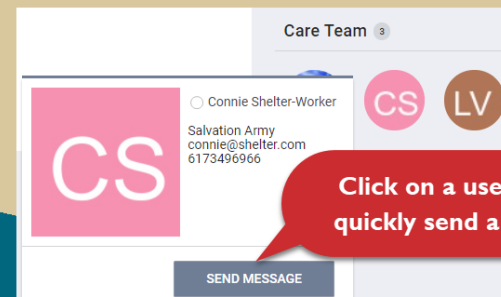 Care Team 3
CS LV
CS
Connie Shelter-Worker
Salvation Army
connie@shelter.com
6173496966
Click on a use
quickly send a
SEND MESSAGE